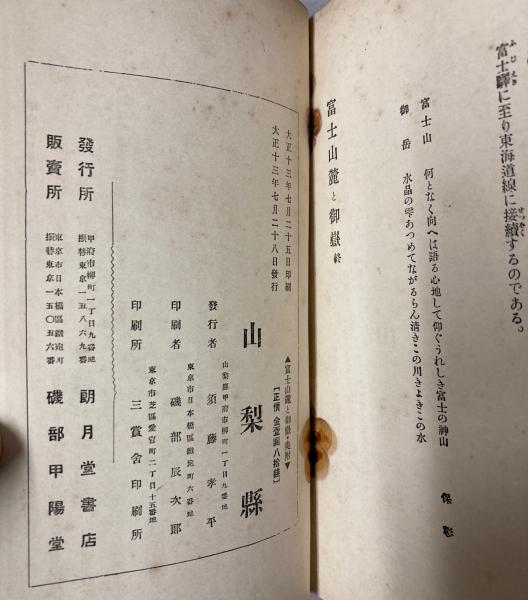 富士驛に至り東海道線に接續するのである。
富士山 何となく向へは語る心地して仰ぐうれしき富士の神山 保彰
御岳 水晶の雫あつめてながるらん清きこの川きよきこの水
富士山麓と御嶽 終
▲富士山麓と御嶽・奥附▼
【正價 金壹圓八拾錢】
大正十三年七月二十五日印刷
大正十三年七月二十八日發行
山梨縣
山梨縣甲府市柳町一丁目九番地
發行者 須藤孝平
東京市日本橋區鐵砲町
印刷者 磯部辰次郎
東京市芝區愛宕町二丁目十五番地
印刷所 三賞舍印刷所
發行所 甲府市柳町一丁目九番地 振替東京一五八六九番 朗月堂書店
販賣所 東京市日本橋區鐵砲町 振替東京一五〇五六番 磯部甲陽堂